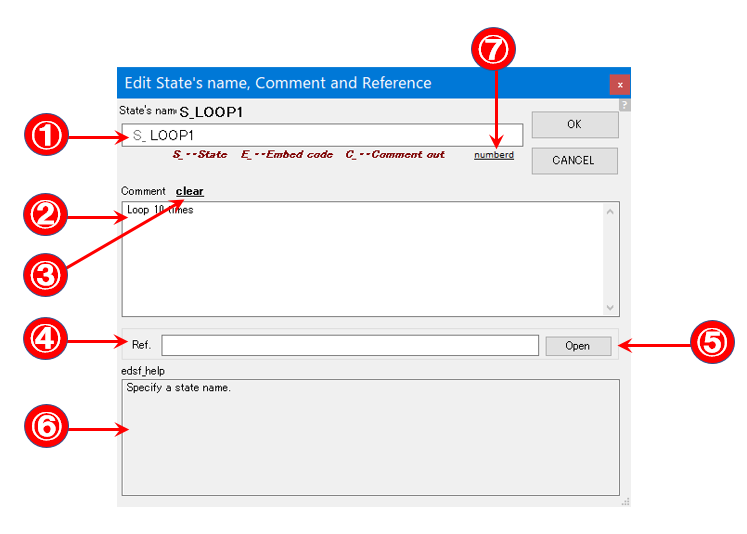 ⑦
Edit State's name, Comment and Reference
x
?
State's nam S_LOOP1
①
S_ LOOP1
OK
S_--State E_--Embed code C_--Comment out
numberd
CANCEL
Comment clear
②
Loop 10 times
③
④
Ref.
Open
⑤
edsf_help
Specify a state name.
⑥